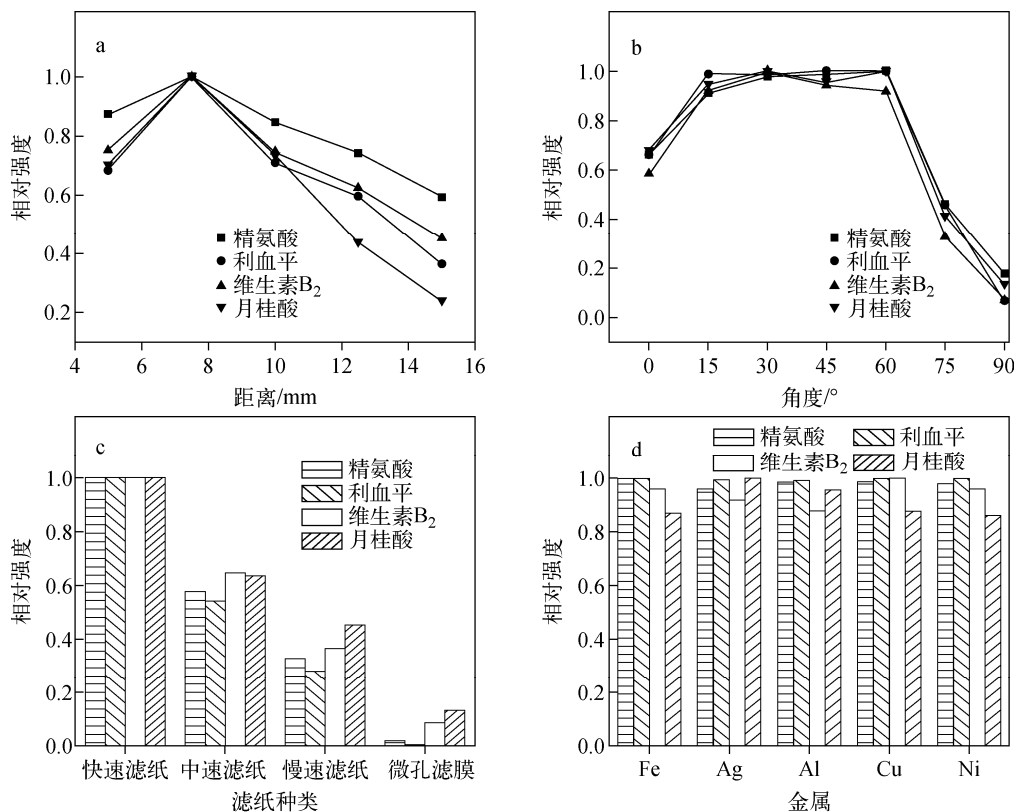 a
1.0
0.8
0.6
0.4
0.2
相对强度
精氨酸
利血平
维生素B₂
月桂酸
4 6 8 10 12 14 16
距离/mm
b
1.0
0.8
0.6
0.4
0.2
0.0
相对强度
精氨酸
利血平
维生素B₂
月桂酸
0 15 30 45 60 75 90
角度/°
c
1.0
0.8
0.6
0.4
0.2
0.0
相对强度
精氨酸
利血平
维生素B₂
月桂酸
快速滤纸 中速滤纸 慢速滤纸 微孔滤膜
滤纸种类
d
精氨酸 利血平
维生素B₂ 月桂酸
1.0
0.8
0.6
0.4
0.2
0.0
相对强度
Fe Ag Al Cu Ni
金属